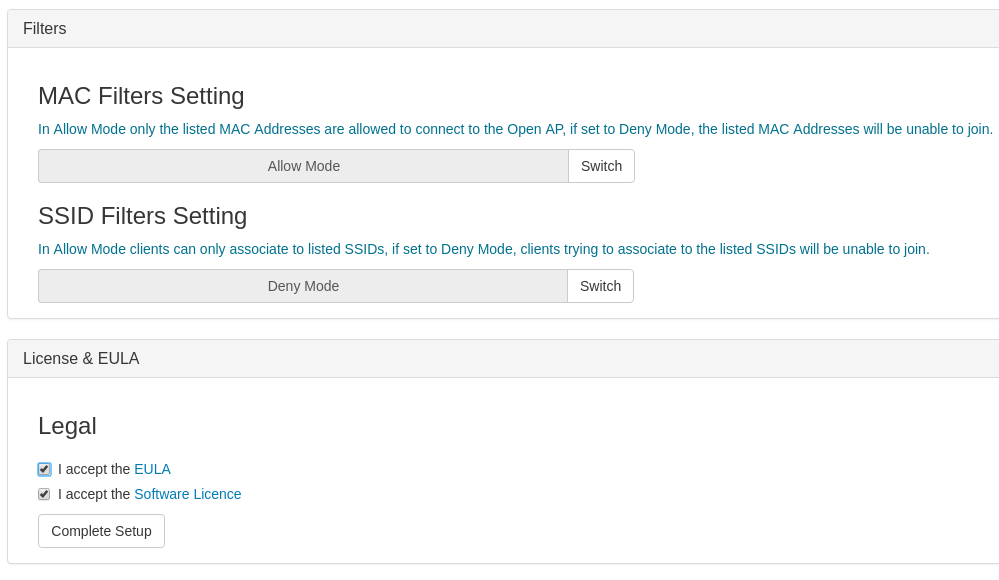 Filters
MAC Filters Setting
In Allow Mode only the listed MAC Addresses are allowed to connect to the Open AP, if set to Deny Mode, the listed MAC Addresses will be unable to join.
Allow Mode Switch
SSID Filters Setting
In Allow Mode clients can only associate to listed SSIDs, if set to Deny Mode, clients trying to associate to the listed SSIDs will be unable to join.
Deny Mode Switch
License & EULA
Legal
I accept the EULA
I accept the Software Licence
Complete Setup